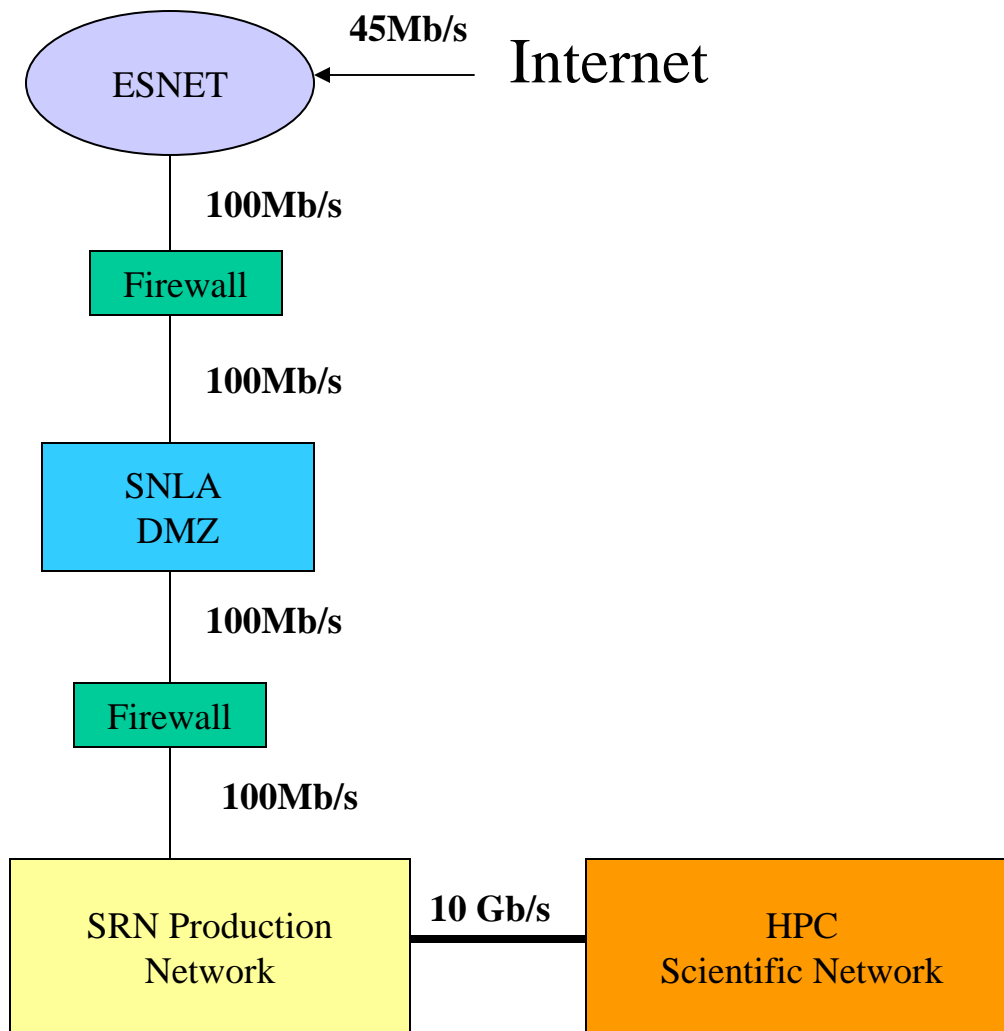 45Mb/s
Internet
ESNET
100Mb/s
Firewall
100Mb/s
SNLA
DMZ
100Mb/s
Firewall
100Mb/s
SRN Production
Network
10 Gb/s
HPC
Scientific Network